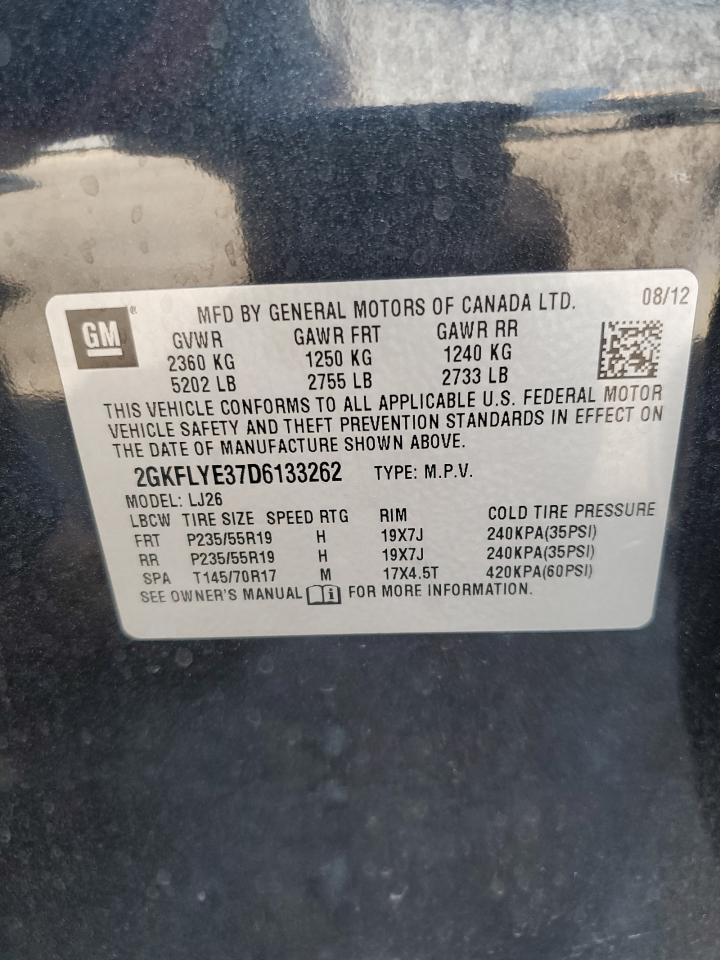 GM ®
MFD BY GENERAL MOTORS OF CANADA LTD. 08/12
GVWR GAWR FRT GAWR RR
2360 KG 1250 KG 1240 KG
5202 LB 2755 LB 2733 LB
THIS VEHICLE CONFORMS TO ALL APPLICABLE U.S. FEDERAL MOTOR
VEHICLE SAFETY AND THEFT PREVENTION STANDARDS IN EFFECT ON
THE DATE OF MANUFACTURE SHOWN ABOVE.
2GKFLYE37D6133262 TYPE: M.P.V.
MODEL: LJ26
LBCW TIRE SIZE SPEED RTG RIM COLD TIRE PRESSURE
FRT P235/55R19 H 19X7J 240KPA(35PSI)
RR P235/55R19 H 19X7J 240KPA(35PSI)
SPA T145/70R17 M 17X4.5T 420KPA(60PSI)
SEE OWNER'S MANUAL i FOR MORE INFORMATION.